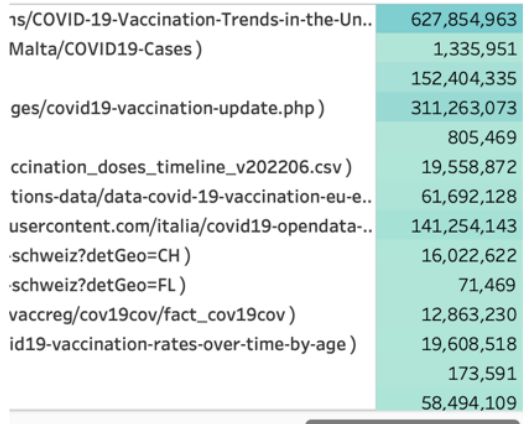 ns/COVID-19-Vaccination-Trends-in-the-Un.. 627,854,963
Malta/COVID19-Cases ) 1,335,951
152,404,335
ges/covid19-vaccination-update.php ) 311,263,073
805,469
ccination_doses_timeline_v202206.csv ) 19,558,872
tions-data/data-covid-19-vaccination-eu-e.. 61,692,128
usercontent.com/italia/covid19-opendata-.. 141,254,143
-schweiz?detGeo=CH ) 16,022,622
-schweiz?detGeo=FL ) 71,469
vaccreg/cov19cov/fact_cov19cov ) 12,863,230
id19-vaccination-rates-over-time-by-age ) 19,608,518
173,591
58,494,109